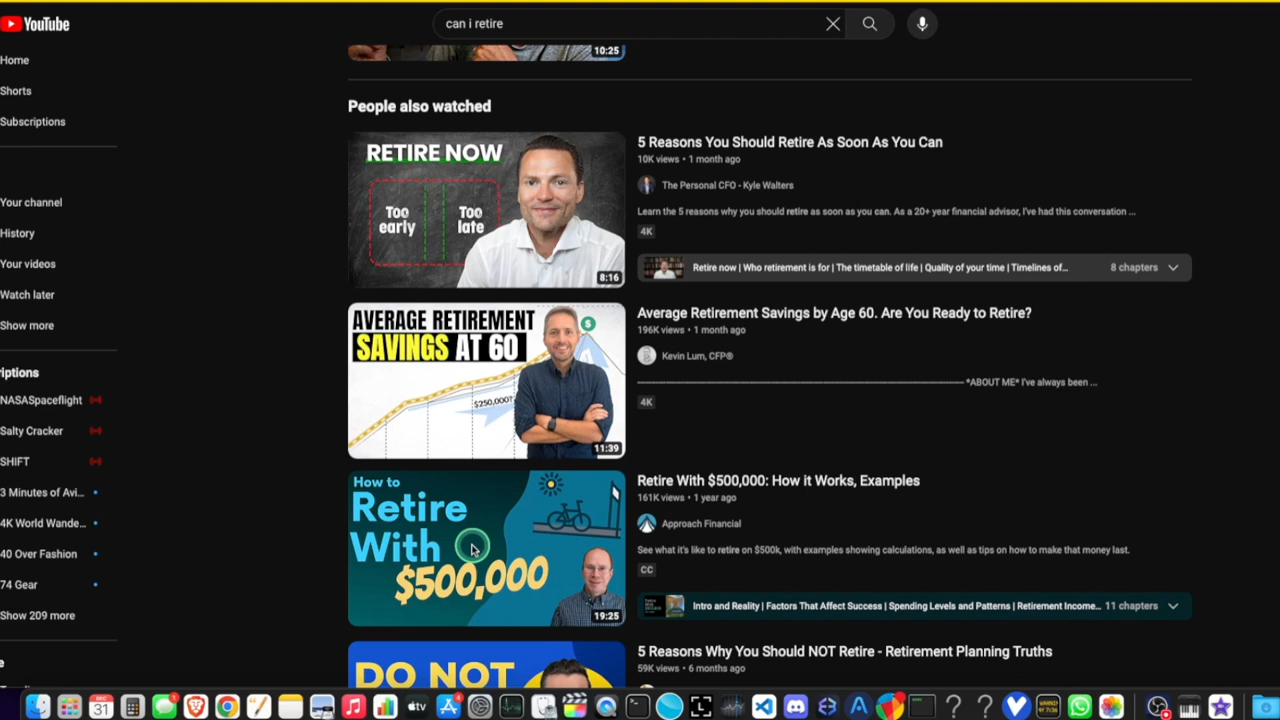 YouTube
can i retire
Home
Shorts
Subscriptions
Your channel
History
Your videos
Watch later
Show more
riptions
NASASpaceflight
Salty Cracker
SHIFT
3 Minutes of Avi...
4K World Wande...
40 Over Fashion
74 Gear
Show 209 more
e
10:25
People also watched
RETIRE NOW
Too early
Too late
8:16
5 Reasons You Should Retire As Soon As You Can
10K views • 1 month ago
The Personal CFO - Kyle Walters
Learn the 5 reasons why you should retire as soon as you can. As a 20+ year financial advisor, I've had this conversation ...
4K
Retire now | Who retirement is for | The timetable of life | Quality of your time | Timelines of...
8 chapters
AVERAGE RETIREMENT
SAVINGS AT 60
$250,000?
$
11:39
Average Retirement Savings by Age 60. Are You Ready to Retire?
196K views • 1 month ago
Kevin Lum, CFP®
*ABOUT ME* I've always been ...
4K
How to
Retire
With
$500,000
19:25
Retire With $500,000: How it Works, Examples
161K views • 1 year ago
Approach Financial
See what it's like to retire on $500k, with examples showing calculations, as well as tips on how to make that money last.
CC
Intro and Reality | Factors That Affect Success | Spending Levels and Patterns | Retirement Income...
11 chapters
DO NOT
5 Reasons Why You Should NOT Retire - Retirement Planning Truths
59K views • 6 months ago
DEC
31
1
tv
4